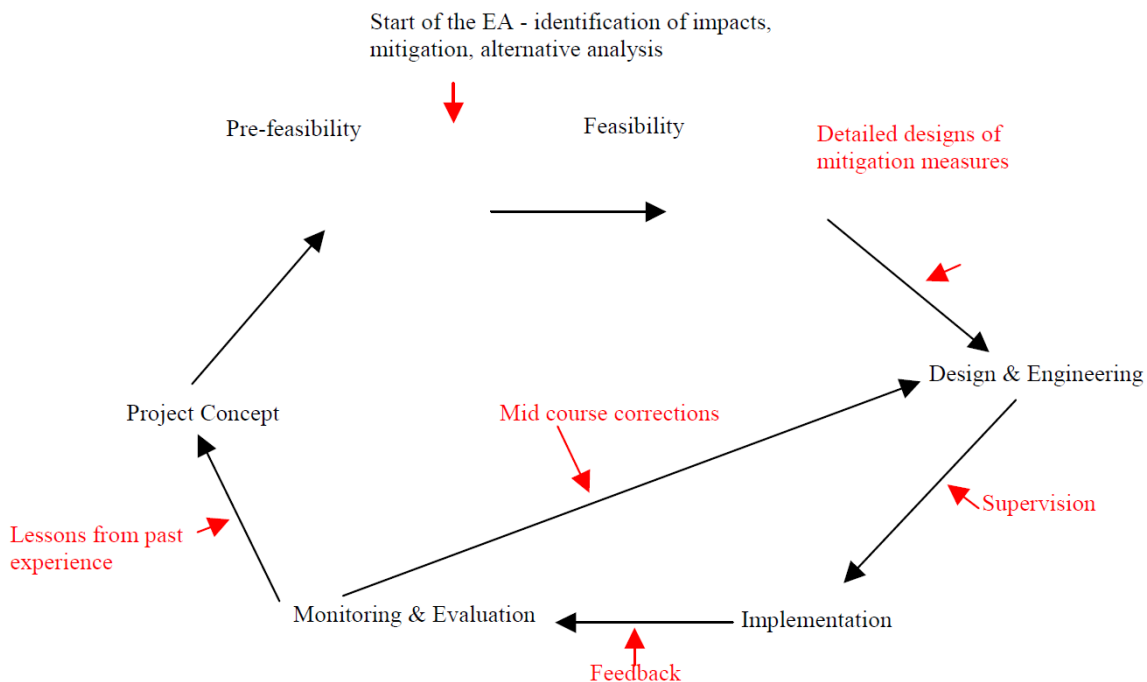 Start of the EA - identification of impacts,
mitigation, alternative analysis
Pre-feasibility
Feasibility
Detailed designs of
mitigation measures
Design & Engineering
Project Concept
Mid course corrections
Supervision
Lessons from past
experience
Monitoring & Evaluation
Implementation
Feedback